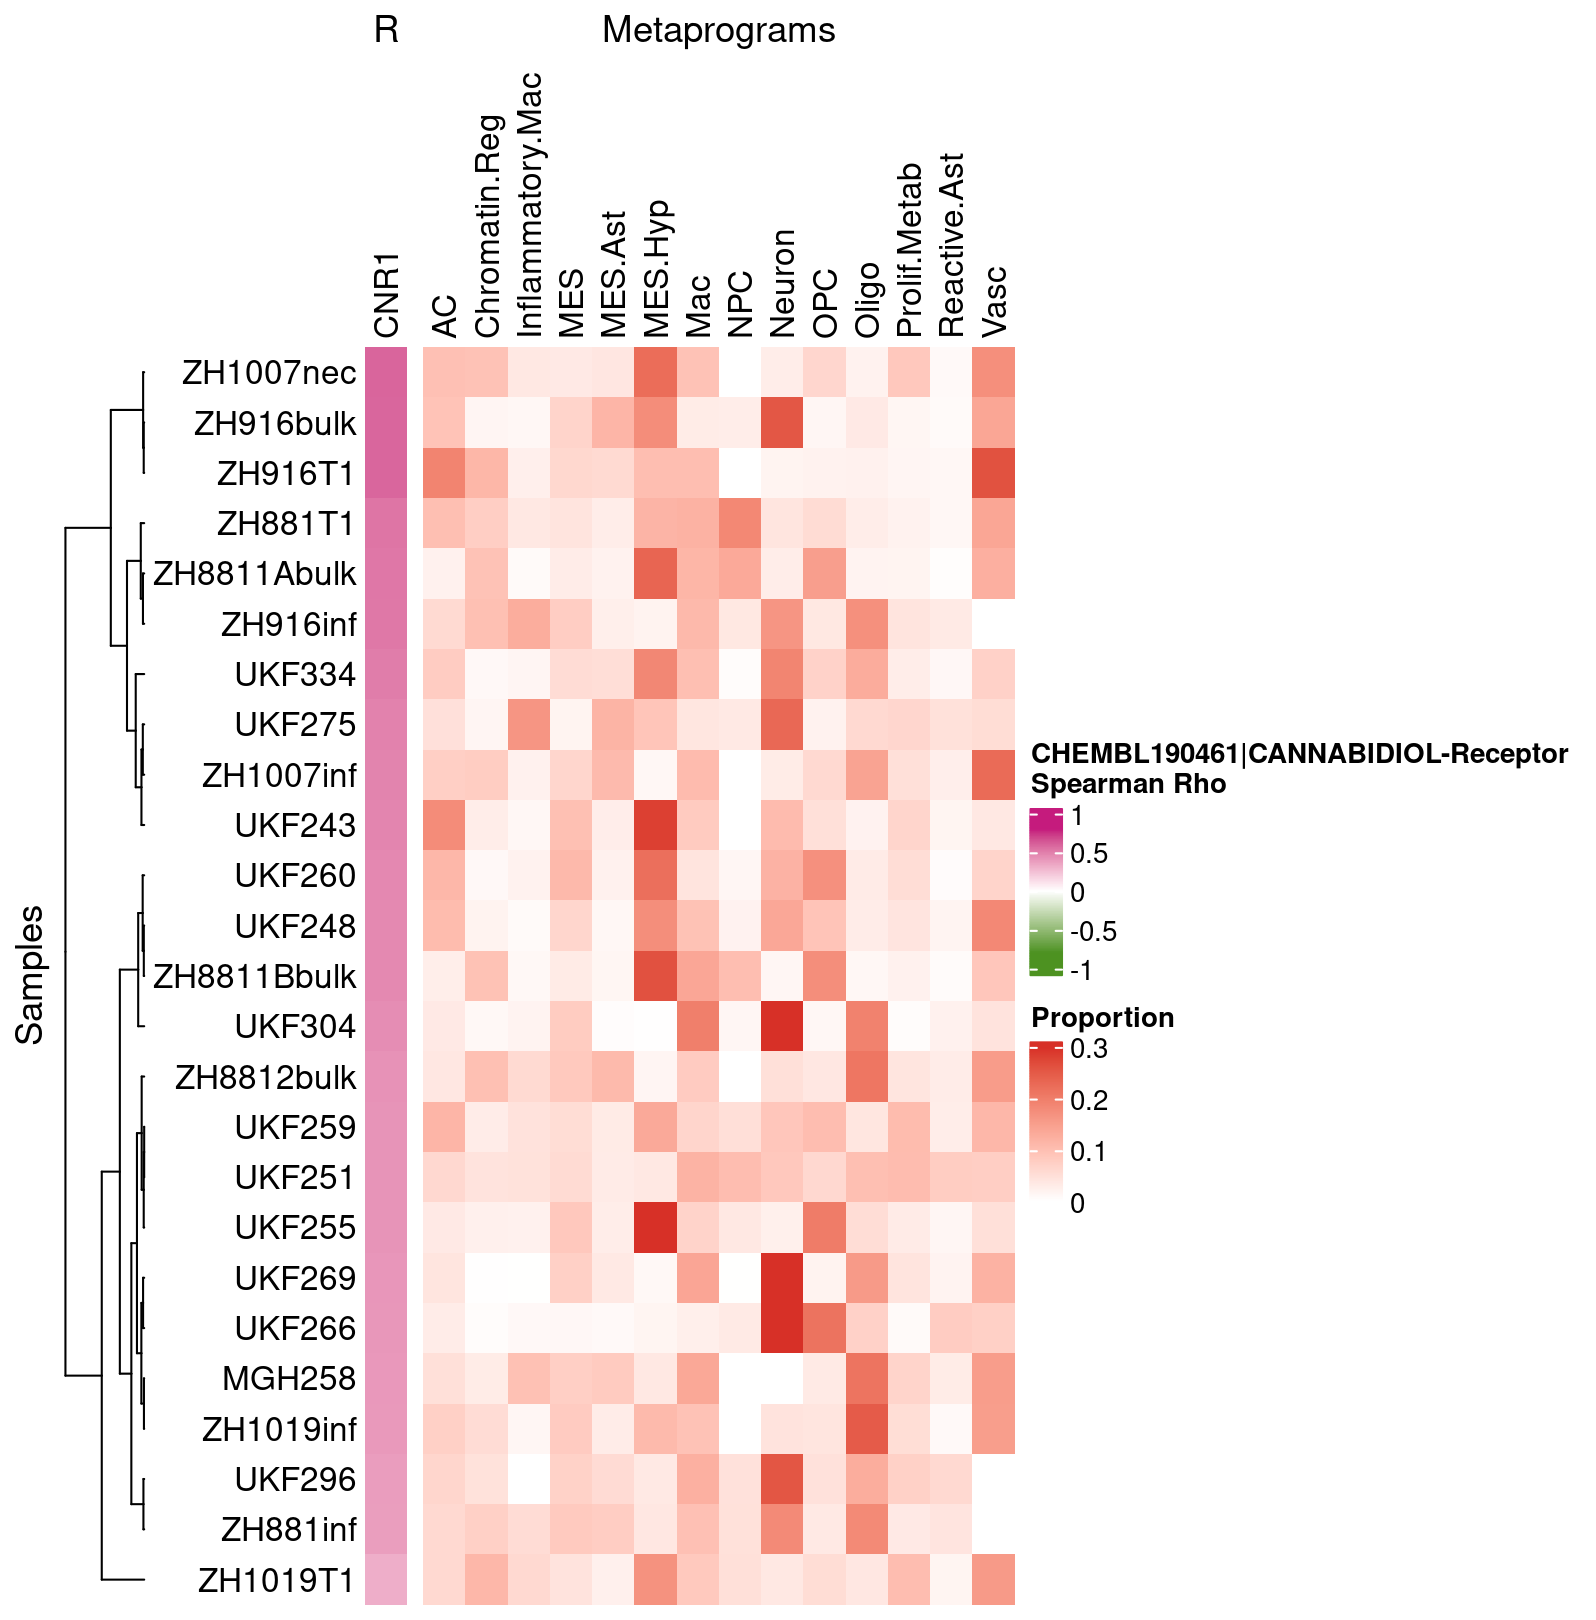 R Metaprograms
CNR1
AC
Chromatin.Reg
Inflammatory.Mac
MES
MES.Ast
MES.Hyp
Mac
NPC
Neuron
OPC
Oligo
Prolif.Metab
Reactive.Ast
Vasc
Samples
ZH1007nec
ZH916bulk
ZH916T1
ZH881T1
ZH8811Abulk
ZH916inf
UKF334
UKF275
ZH1007inf
UKF243
UKF260
UKF248
ZH8811Bbulk
UKF304
ZH8812bulk
UKF259
UKF251
UKF255
UKF269
UKF266
MGH258
ZH1019inf
UKF296
ZH881inf
ZH1019T1
CHEMBL190461|CANNABIDIOL-Receptor
Spearman Rho
1
0.5
0
-0.5
-1
Proportion
0.3
0.2
0.1
0